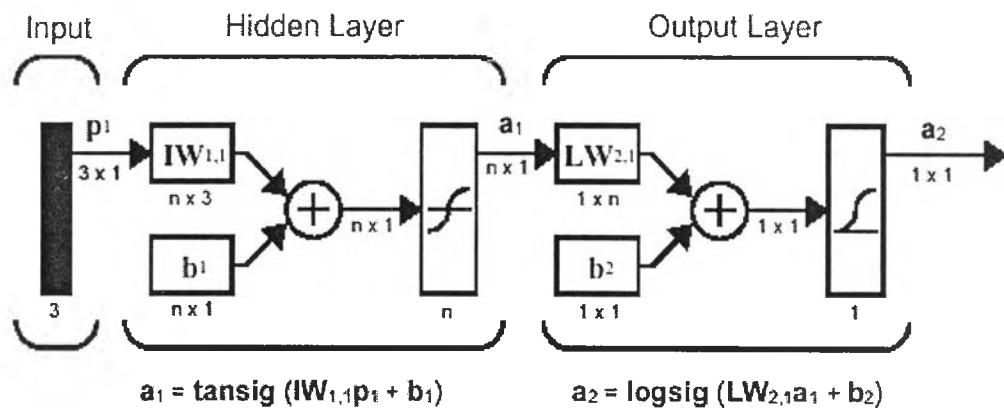 Input Hidden Layer Output Layer
p1 a1 a2
IW1,1 LW2,1
3 x 1 n x 1 1 x 1
n x 3 1 x n
n x 1 1 x 1
b1 b2
3 n x 1 n 1 x 1 1
a1 = tansig (IW1,1p1 + b1) a2 = logsig (LW2,1a1 + b2)